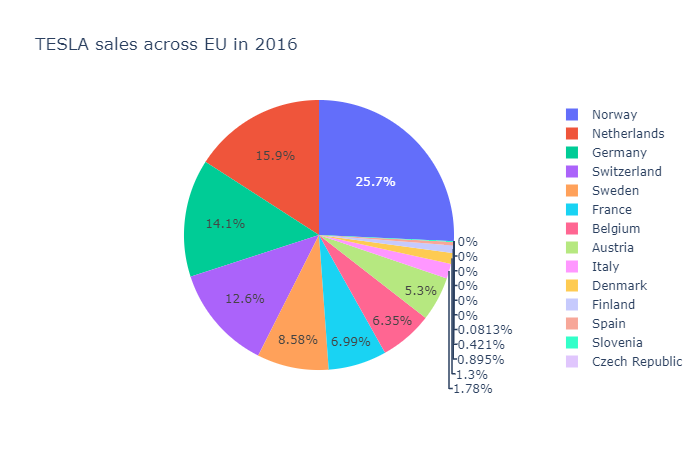 TESLA sales across EU in 2016
25.7%
15.9%
14.1%
12.6%
8.58%
6.99%
6.35%
5.3%
0%
0%
0%
0%
0%
0%
0.0813%
0.421%
0.895%
1.3%
1.78%
Norway
Netherlands
Germany
Switzerland
Sweden
France
Belgium
Austria
Italy
Denmark
Finland
Spain
Slovenia
Czech Republic